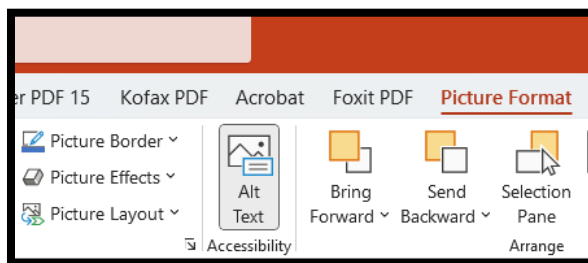 er PDF 15 Kofax PDF Acrobat Foxit PDF Picture Format
Picture Border
Picture Effects
Picture Layout
Alt
Text
Bring
Forward
Send
Backward
Selection
Pane
Accessibility
Arrange